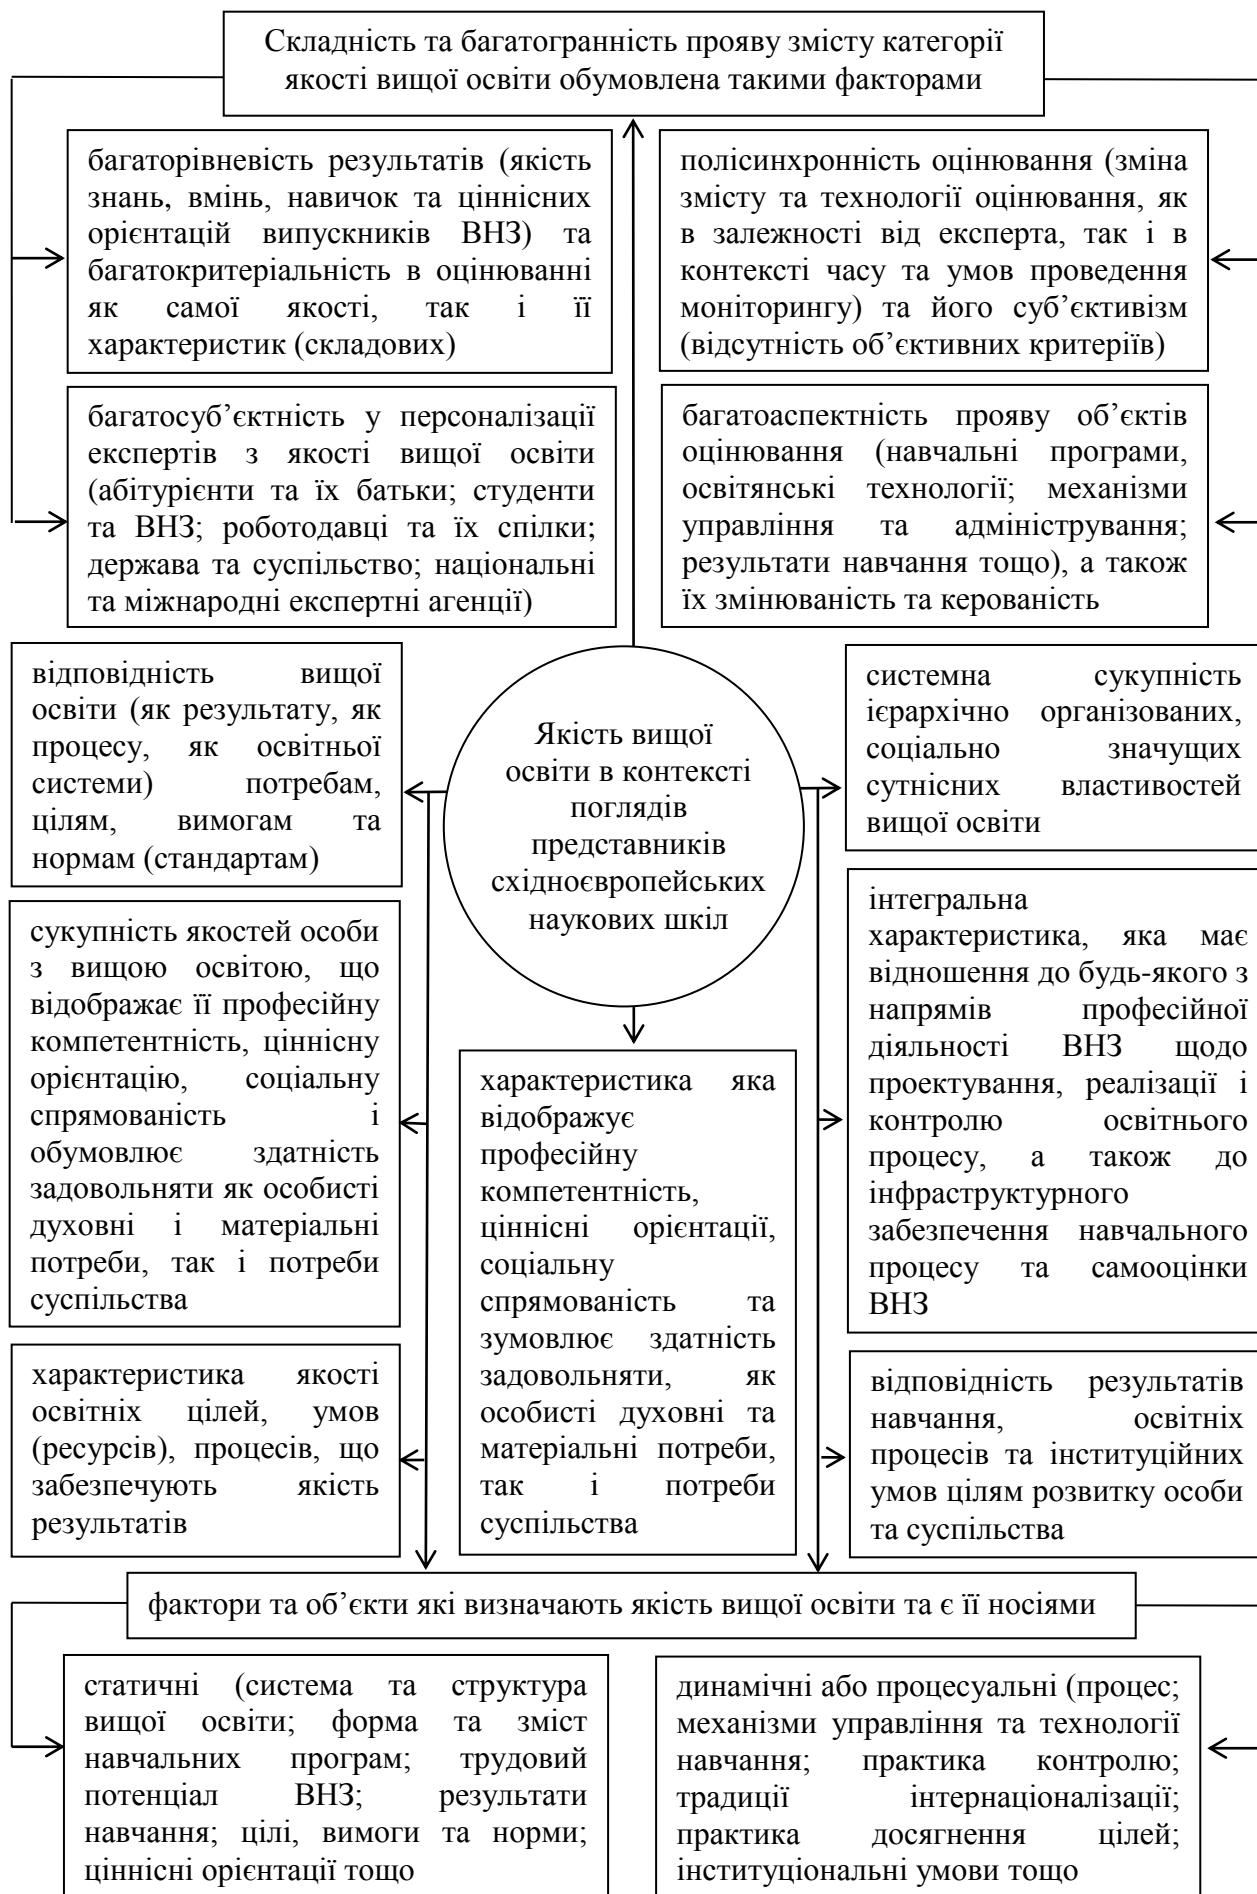 Складність та багатогранність прояву змісту категорії
якості вищої освіти обумовлена такими факторами
багаторівневість результатів (якість
знань, вмінь, навичок та ціннісних
орієнтацій випускників ВНЗ) та
багатокритеріальність в оцінюванні
як самої якості, так і її
характеристик (складових)
полісинхронність оцінювання (зміна
змісту та технології оцінювання, як
в залежності від експерта, так і в
контексті часу та умов проведення
моніторингу) та його суб’єктивізм
(відсутність об’єктивних критеріїв)
багатосуб’єктність у персоналізації
експертів з якості вищої освіти
(абітурієнти та їх батьки; студенти
та ВНЗ; роботодавці та їх спілки;
держава та суспільство; національні
та міжнародні експертні агенції)
багатоаспектність прояву об’єктів
оцінювання (навчальні програми,
освітянські технології; механізми
управління та адміністрування;
результати навчання тощо), а також
їх змінюваність та керованість
відповідність вищої
освіти (як результату, як
процесу, як освітньої
системи) потребам,
цілям, вимогам та
нормам (стандартам)
Якість вищої
освіти в контексті
поглядів
представників
східноєвропейських
наукових шкіл
системна сукупність
ієрархічно організованих,
соціально значущих
сутнісних властивостей
вищої освіти
сукупність якостей особи
з вищою освітою, що
відображає її професійну
компетентність, ціннісну
орієнтацію, соціальну
спрямованість і
обумовлює здатність
задовольняти як особисті
духовні і матеріальні
потреби, так і потреби
суспільства
характеристика яка
відображує
професійну
компетентність,
ціннісні орієнтації,
соціальну
спрямованість та
зумовлює здатність
задовольняти, як
особисті духовні та
матеріальні потреби,
так і потреби
суспільства
інтегральна
характеристика, яка має
відношення до будь-якого з
напрямів професійної
діяльності ВНЗ щодо
проектування, реалізації і
контролю освітнього
процесу, а також до
інфраструктурного
забезпечення навчального
процесу та самооцінки
ВНЗ
характеристика якості
освітніх цілей, умов
(ресурсів), процесів, що
забезпечують якість
результатів
відповідність результатів
навчання, освітніх
процесів та інституційних
умов цілям розвитку особи
та суспільства
фактори та об’єкти які визначають якість вищої освіти та є її носіями
статичні (система та структура
вищої освіти; форма та зміст
навчальних програм; трудовий
потенціал ВНЗ; результати
навчання; цілі, вимоги та норми;
ціннісні орієнтації тощо
динамічні або процесуальні (процес;
механізми управління та технології
навчання; практика контролю;
традиції інтернаціоналізації;
практика досягнення цілей;
інституціональні умови тощо